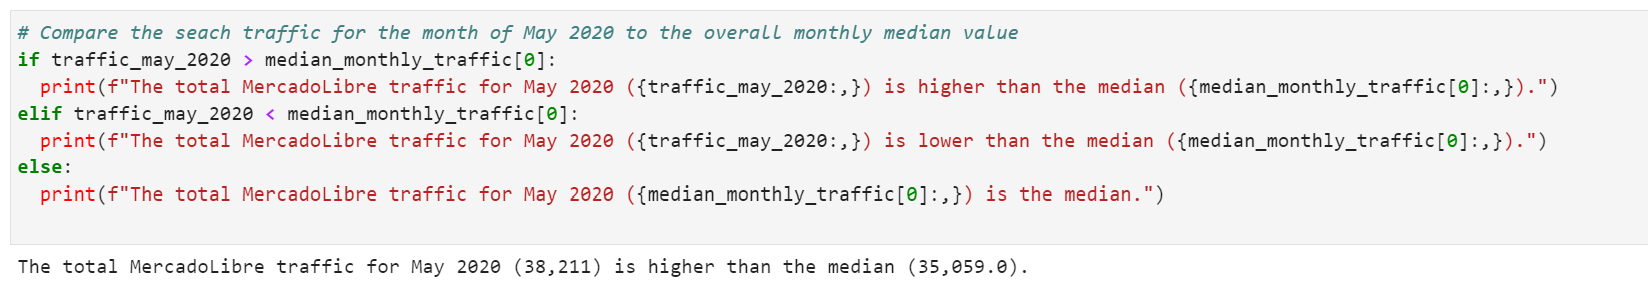 # Compare the seach traffic for the month of May 2020 to the overall monthly median value
if traffic_may_2020 > median_monthly_traffic[0]:
  print(f"The total MercadoLibre traffic for May 2020 ({traffic_may_2020:,}) is higher than the median ({median_monthly_traffic[0]:,}).")
elif traffic_may_2020 < median_monthly_traffic[0]:
  print(f"The total MercadoLibre traffic for May 2020 ({traffic_may_2020:,}) is lower than the median ({median_monthly_traffic[0]:,}).")
else:
  print(f"The total MercadoLibre traffic for May 2020 ({median_monthly_traffic[0]:,}) is the median.")
The total MercadoLibre traffic for May 2020 (38,211) is higher than the median (35,059.0).